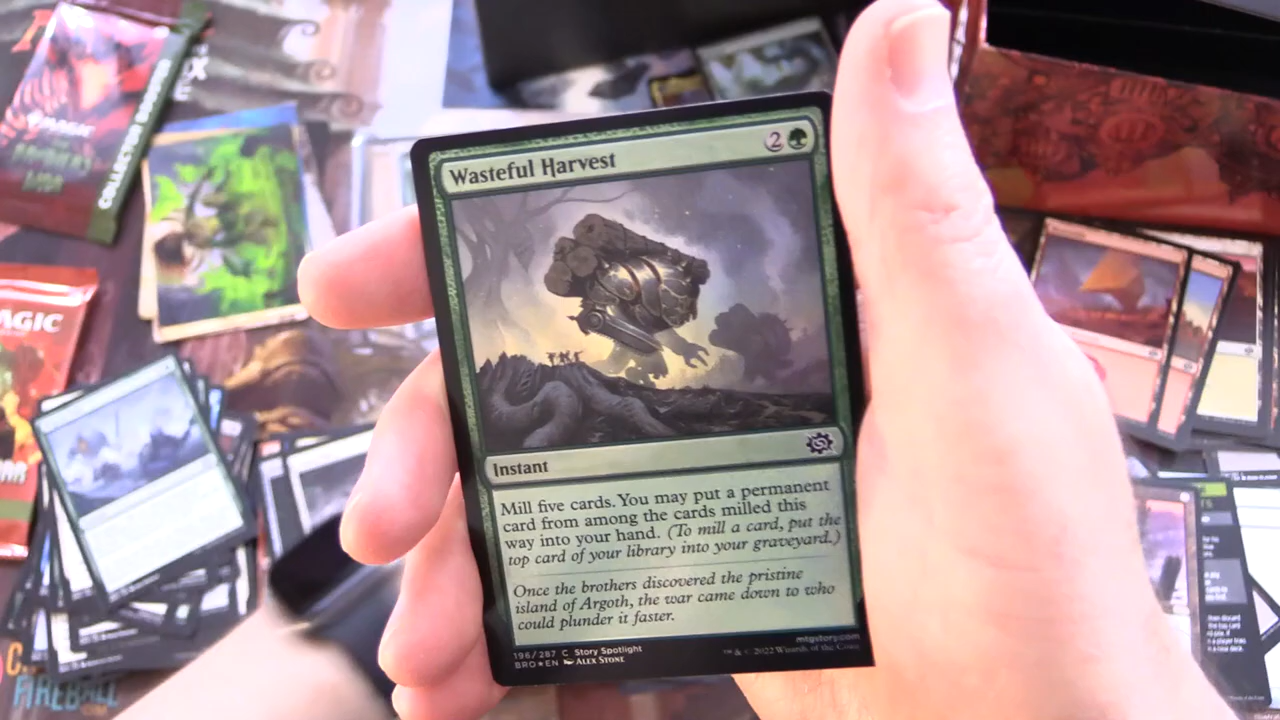 Wasteful Harvest
2
Instant
Mill five cards. You may put a permanent
card from among the cards milled this
way into your hand. (To mill a card, put the
top card of your library into your graveyard.)
Once the brothers discovered the pristine
island of Argoth, the war came down to who
could plunder it faster.
mtgstory.com
196/287 C Story Spotlight
BRO★EN ALEX STONE
™ & © 2022 Wizards of the Coast
COLLECTOR BOOSTER
MAGIC
AGIC
FIREBALL